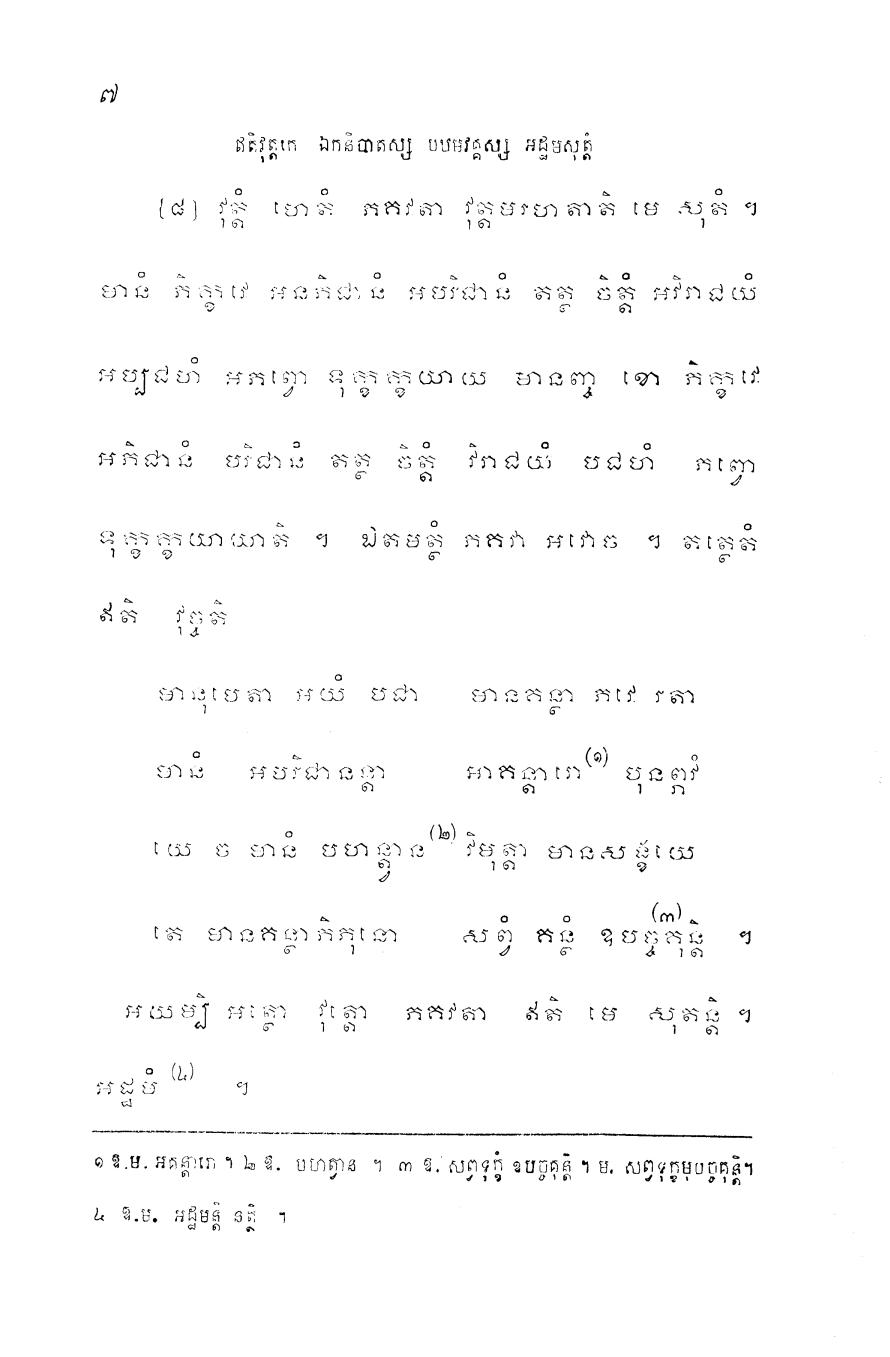 ៧
ឥតិវុត្តកេ ឯកនិបាតស្ស បឋមវគ្គស្ស អដ្ឋមសុត្តំ
[៨] វុត្តំ ហេតំ ភគវតា វុត្តមរហតាតិ មេ សុតំ ។
មានំ ភិក្ខវេ អនភិជានំ អបរិជានំ តត្ថ ចិត្តំ អវិរាជយំ
អប្បជហំ អភព្វោ ទុក្ខក្ខយាយ មានញ្ច ខោ ភិក្ខវេ
អភិជានំ បរិជានំ តត្ថ ចិត្តំ វិរាជយំ បជហំ ភព្វោ
ទុក្ខក្ខយាយាតិ ។ ឯតមត្ថំ ភគវា អវោច ។ តត្ថេតំ
ឥតិ វុច្ចតិ
មានុបេតា អយំ បជា មានគន្ថា ភវេ រតា
មានំ អបរិជានន្តា អាគន្តារោ(១) បុនព្ភវំ
យេ ច មានំ បហន្ត្វាន(២) វិមុត្តា មានសង្ខយេ
តេ មានគន្ថាភិភុនោ សព្វំ គន្ថំ ឧបច្ចគុន្តិ(៣) ។
អយម្បិ អត្ថោ វុត្តោ ភគវតា ឥតិ មេ សុតន្តិ ។
អដ្ឋមំ (៤) ។
១ ឱ.ម. អគន្តារោ ។ ២ ឱ. បហត្វាន ។ ៣ ឱ. សព្វទុក្ខំ ឧបច្ចគុន្តិ ។ ម. សព្វទុក្ខមុបច្ចគុន្តិ។
៤ ឱ.ម. អដ្ឋមន្តិ នត្ថិ ។